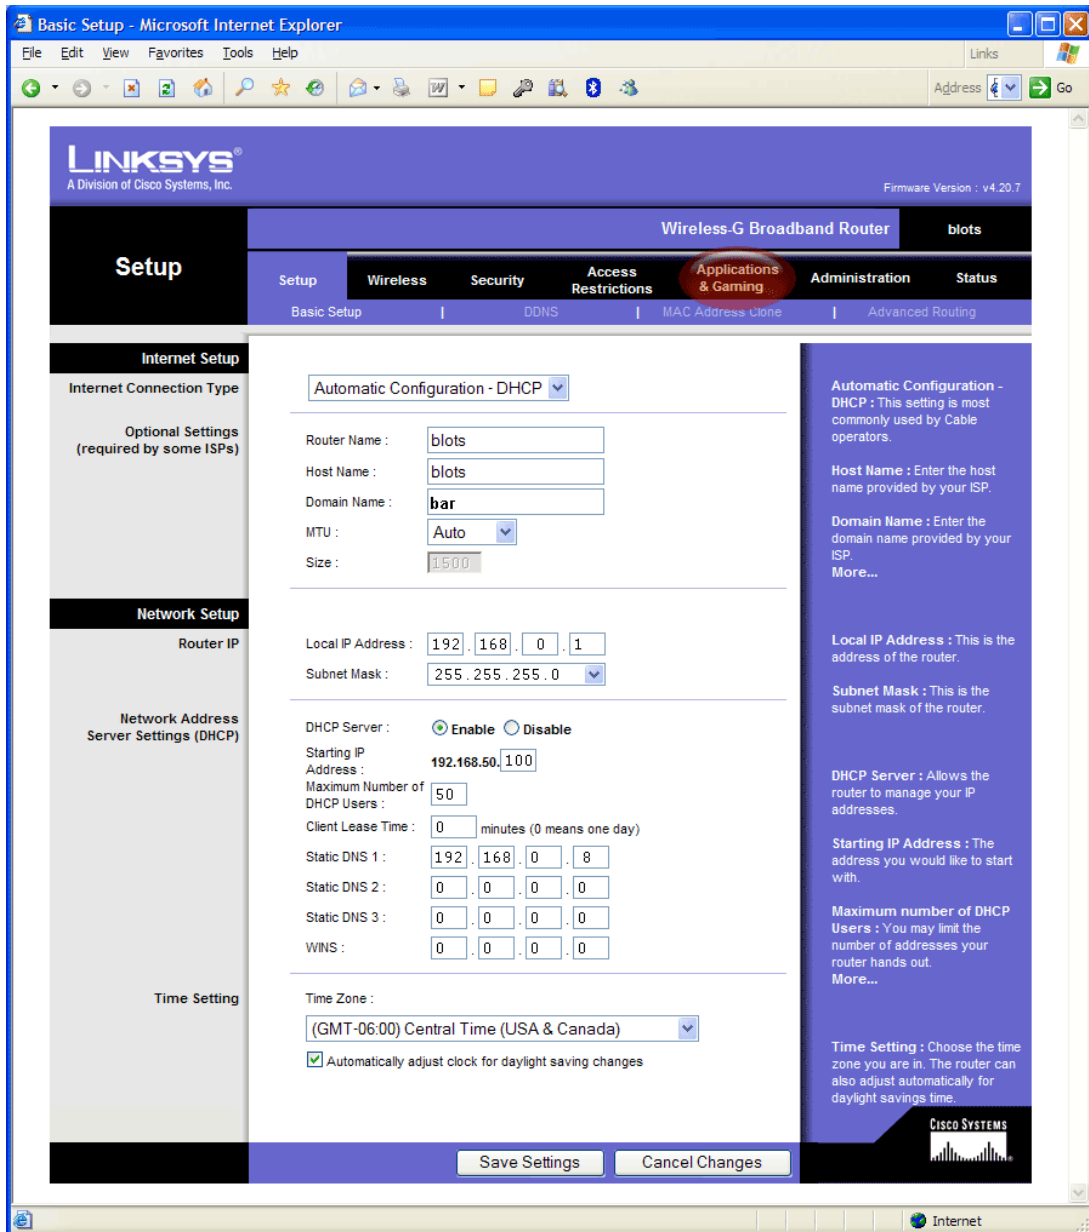 Basic Setup - Microsoft Internet Explorer
File Edit View Favorites Tools Help Links
Address Go
LINKSYS®
A Division of Cisco Systems, Inc.
Firmware Version : v4.20.7
Wireless-G Broadband Router blots
Setup
Setup Wireless Security Access Restrictions Applications & Gaming Administration Status
Basic Setup | DDNS | MAC Address Clone | Advanced Routing
Internet Setup
Internet Connection Type
Automatic Configuration - DHCP
Optional Settings
(required by some ISPs)
Router Name : blots
Host Name : blots
Domain Name : bar
MTU : Auto
Size : 1500
Network Setup
Router IP
Local IP Address : 192 . 168 . 0 . 1
Subnet Mask : 255.255.255.0
Network Address
Server Settings (DHCP)
DHCP Server : Enable Disable
Starting IP
Address :
192.168.50. 100
Maximum Number of
DHCP Users :
50
Client Lease Time : 0 minutes (0 means one day)
Static DNS 1 : 192 . 168 . 0 . 8
Static DNS 2 : 0 . 0 . 0 . 0
Static DNS 3 : 0 . 0 . 0 . 0
WINS : 0 . 0 . 0 . 0
Time Setting
Time Zone :
(GMT-06:00) Central Time (USA & Canada)
Automatically adjust clock for daylight saving changes
Automatic Configuration -
DHCP : This setting is most
commonly used by Cable
operators.
Host Name : Enter the host
name provided by your ISP.
Domain Name : Enter the
domain name provided by your
ISP.
More...
Local IP Address : This is the
address of the router.
Subnet Mask : This is the
subnet mask of the router.
DHCP Server : Allows the
router to manage your IP
addresses.
Starting IP Address : The
address you would like to start
with.
Maximum number of DHCP
Users : You may limit the
number of addresses your
router hands out.
More...
Time Setting : Choose the time
zone you are in. The router can
also adjust automatically for
daylight savings time.
CISCO SYSTEMS
Save Settings Cancel Changes
Internet